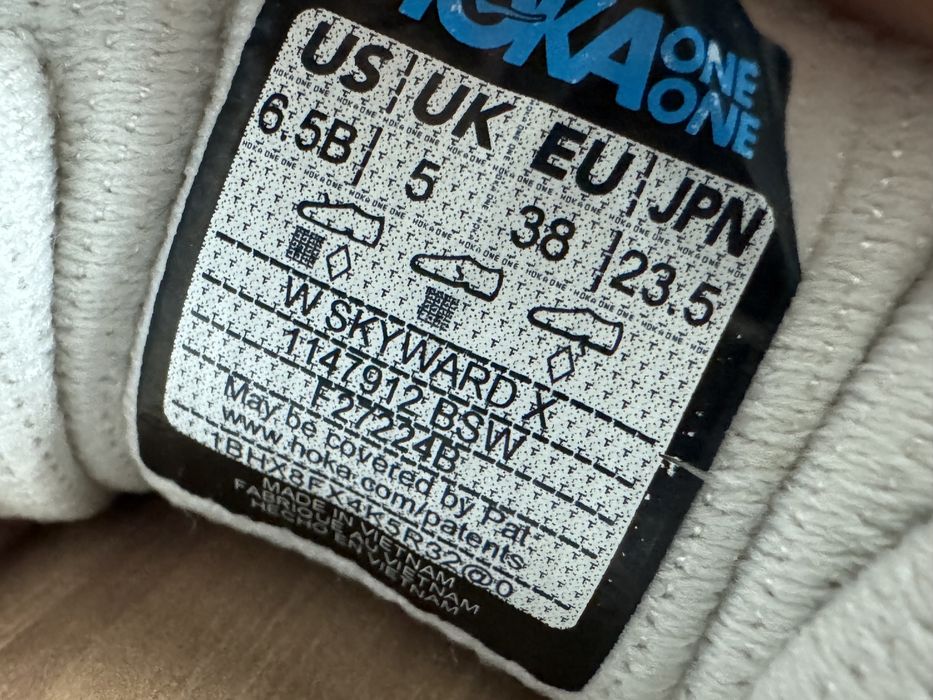 HOKA ONE ONE
US UK EU JPN
6.5B 5 38 23.5
W SKYWARD X
1147912 BSW
F27224B
May be covered by Pat
www.hoka.com/patents
1BHX8FX4K5R32@0
MADE IN VIETNAM
FABRIQUE AU VIETNAM
HECHO EN VIETNAM